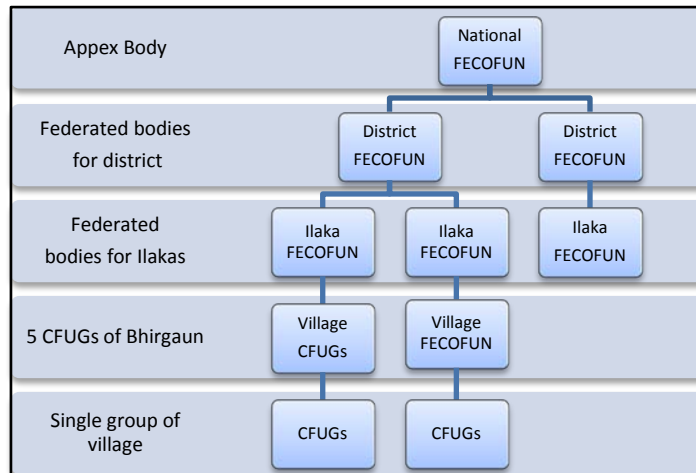 Appex Body
National
FECOFUN
Federated bodies
for district
District
FECOFUN
District
FECOFUN
Federated
bodies for Ilakas
Ilaka
FECOFUN
Ilaka
FECOFUN
Ilaka
FECOFUN
5 CFUGs of Bhirgaun
Village
CFUGs
Village
FECOFUN
Single group of
village
CFUGs
CFUGs